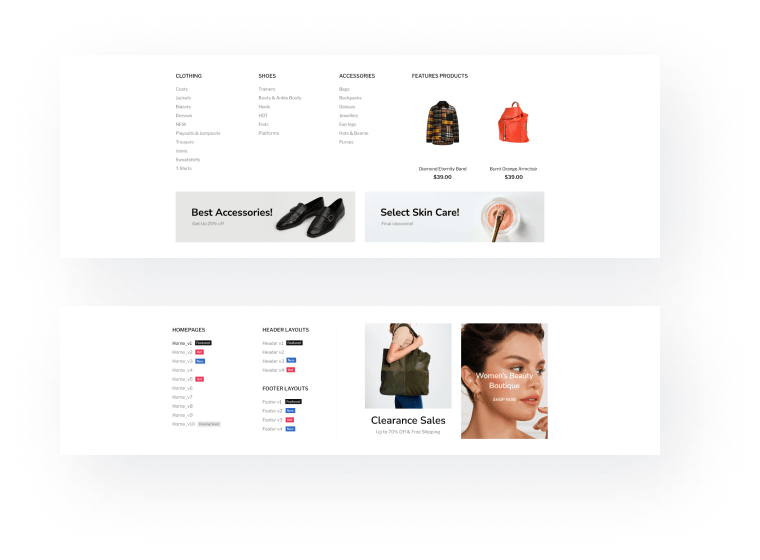 CLOTHING
Coats
Jackets
Blazers
Dresses
NEW
Playsuits & Jumpsuits
Trousers
Jeans
Sweatshirts
T-Shirts
SHOES
Trainers
Boots & Ankle Boots
Heels
HOT
Flats
Platforms
ACCESSORIES
Bags
Backpacks
Glasses
Jewellery
Earrings
Hats & Beanie
Purses
FEATURES PRODUCTS
Diamond Eternity Band
$39.00
Burnt Orange Armchair
$39.00
Best Accessories!
Get Up 20% off
Select Skin Care!
Final clearance!
HOMEPAGES
Home_v1 Featured
Home_v2 Hot
Home_v3 New
Home_v4
Home_v5 Hot
Home_v6
Home_v7
Home_v8
Home_v9
Home_v10
HEADER LAYOUTS
Header v1 Featured
Header v2
Header v3 New
Header v4 Hot
FOOTER LAYOUTS
Footer v1 Featured
Footer v2 New
Footer v3 Hot
Footer v4 New
Clearance Sales
Up to 70% Off & Free Shipping
Women's Beauty
Boutique
SHOP NOW